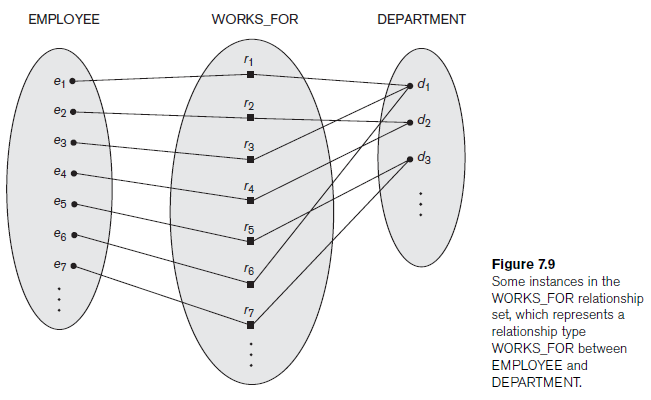 EMPLOYEE WORKS_FOR DEPARTMENT
e1
e2
e3
e4
e5
e6
e7
r1
r2
r3
r4
r5
r6
r7
d1
d2
d3
Figure 7.9
Some instances in the
WORKS_FOR relationship
set, which represents a
relationship type
WORKS_FOR between
EMPLOYEE and
DEPARTMENT.